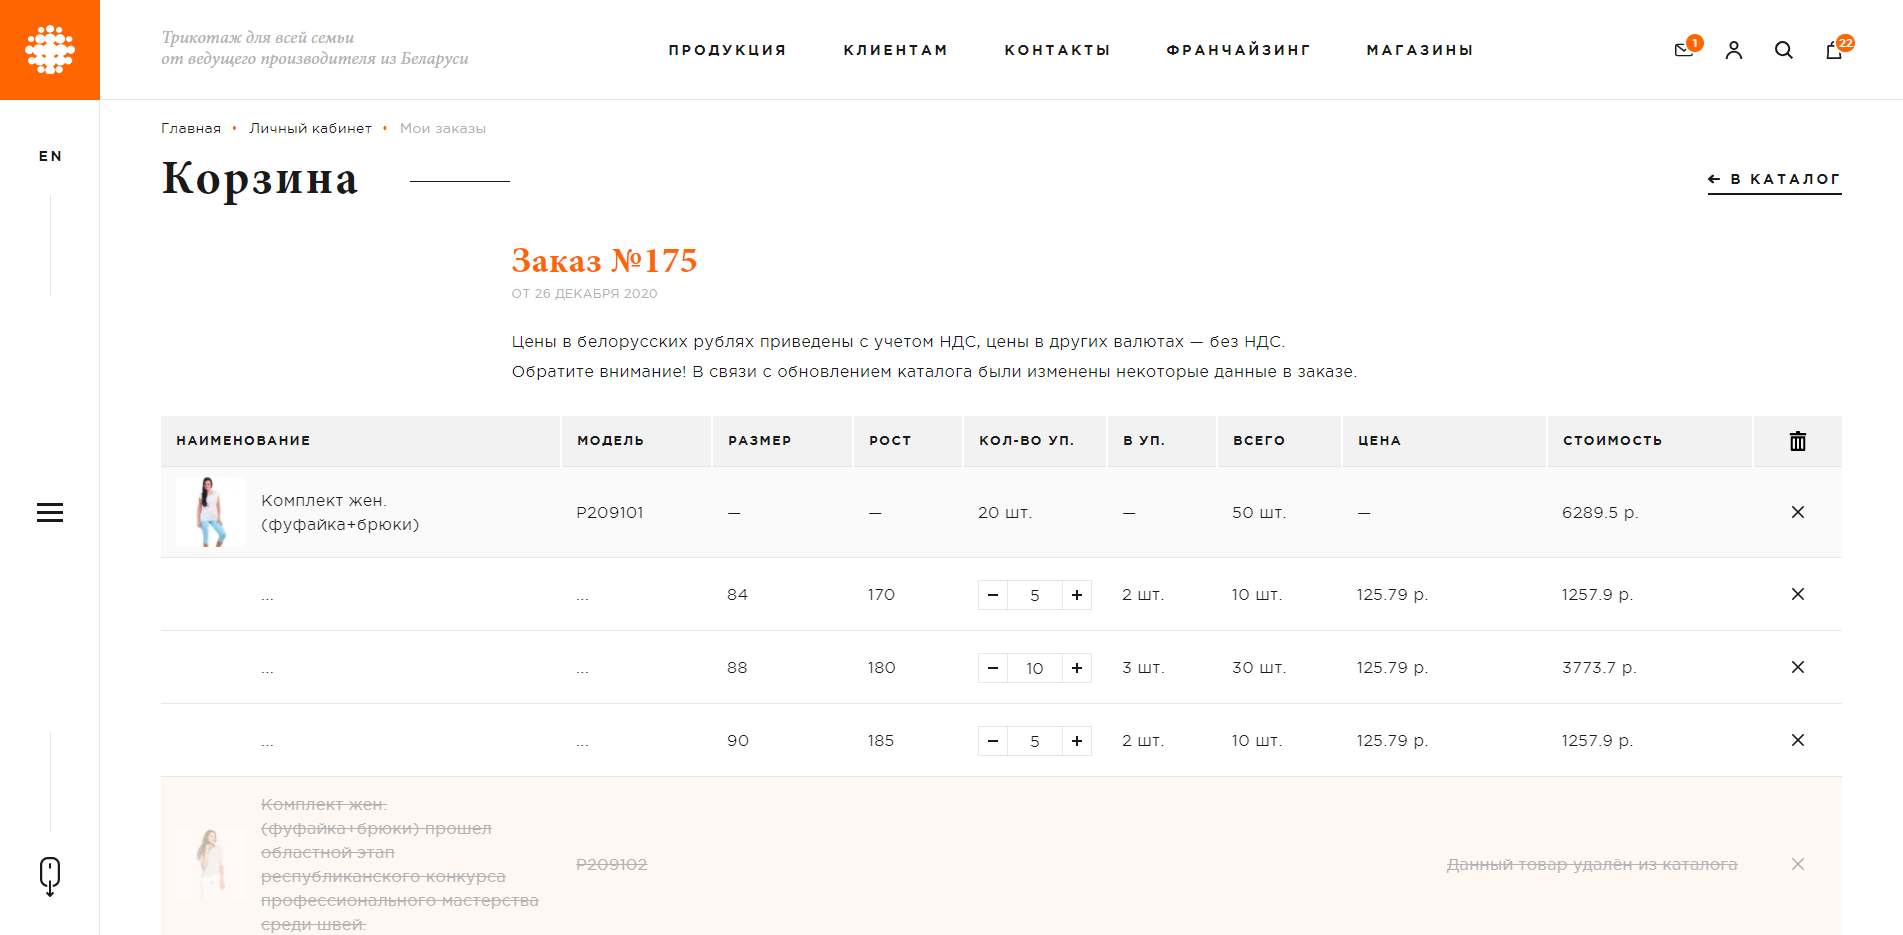 Трикотаж для всей семьи
от ведущего производителя из Беларуси
ПРОДУКЦИЯ КЛИЕНТАМ КОНТАКТЫ ФРАНЧАЙЗИНГ МАГАЗИНЫ
1
22
Главная • Личный кабинет • Мои заказы
EN
Корзина
← В КАТАЛОГ
Заказ №175
ОТ 26 ДЕКАБРЯ 2020
Цены в белорусских рублях приведены с учетом НДС, цены в других валютах — без НДС.
Обратите внимание! В связи с обновлением каталога были изменены некоторые данные в заказе.
НАИМЕНОВАНИЕ МОДЕЛЬ РАЗМЕР РОСТ КОЛ-ВО УП. В УП. ВСЕГО ЦЕНА СТОИМОСТЬ
Комплект жен.
(фуфайка+брюки)
P209101 — — 20 шт. — 50 шт. — 6289.5 р.
... ... 84 170 − 5 + 2 шт. 10 шт. 125.79 р. 1257.9 р.
... ... 88 180 − 10 + 3 шт. 30 шт. 125.79 р. 3773.7 р.
... ... 90 185 − 5 + 2 шт. 10 шт. 125.79 р. 1257.9 р.
Комплект жен.
(фуфайка+брюки) прошел
областной этап
республиканского конкурса
профессионального мастерства
среди швей.
P209102 Данный товар удалён из каталога